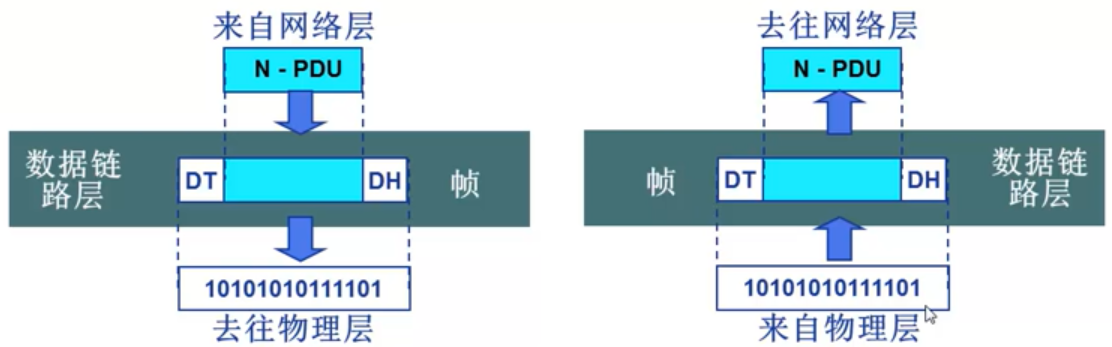 来自网络层
N - PDU
数据链
路层
DT
DH
帧
10101010111101
去往物理层
去往网络层
N - PDU
帧
DT
DH
数据链
路层
10101010111101
来自物理层